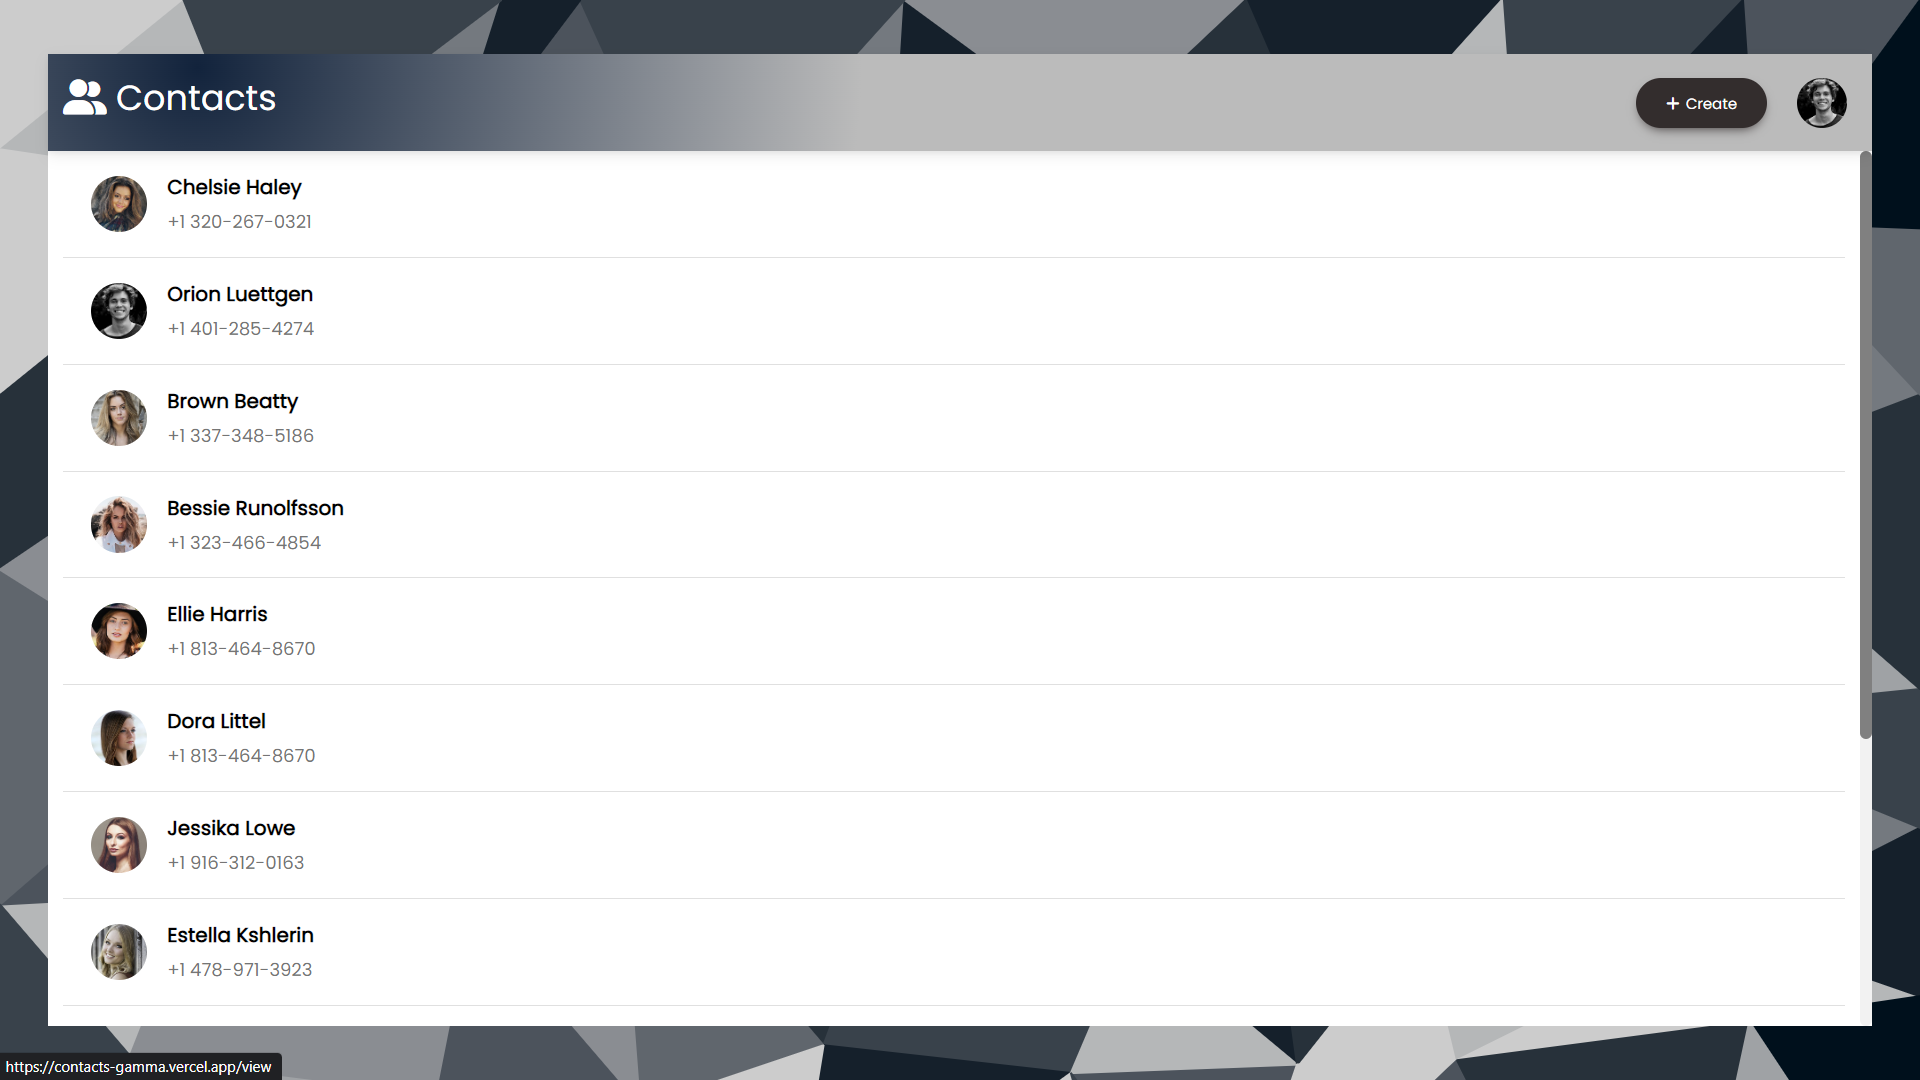 Contacts
+ Create
Chelsie Haley
+1 320-267-0321
Orion Luettgen
+1 401-285-4274
Brown Beatty
+1 337-348-5186
Bessie Runolfsson
+1 323-466-4854
Ellie Harris
+1 813-464-8670
Dora Littel
+1 813-464-8670
Jessika Lowe
+1 916-312-0163
Estella Kshlerin
+1 478-971-3923
https://contacts-gamma.vercel.app/view